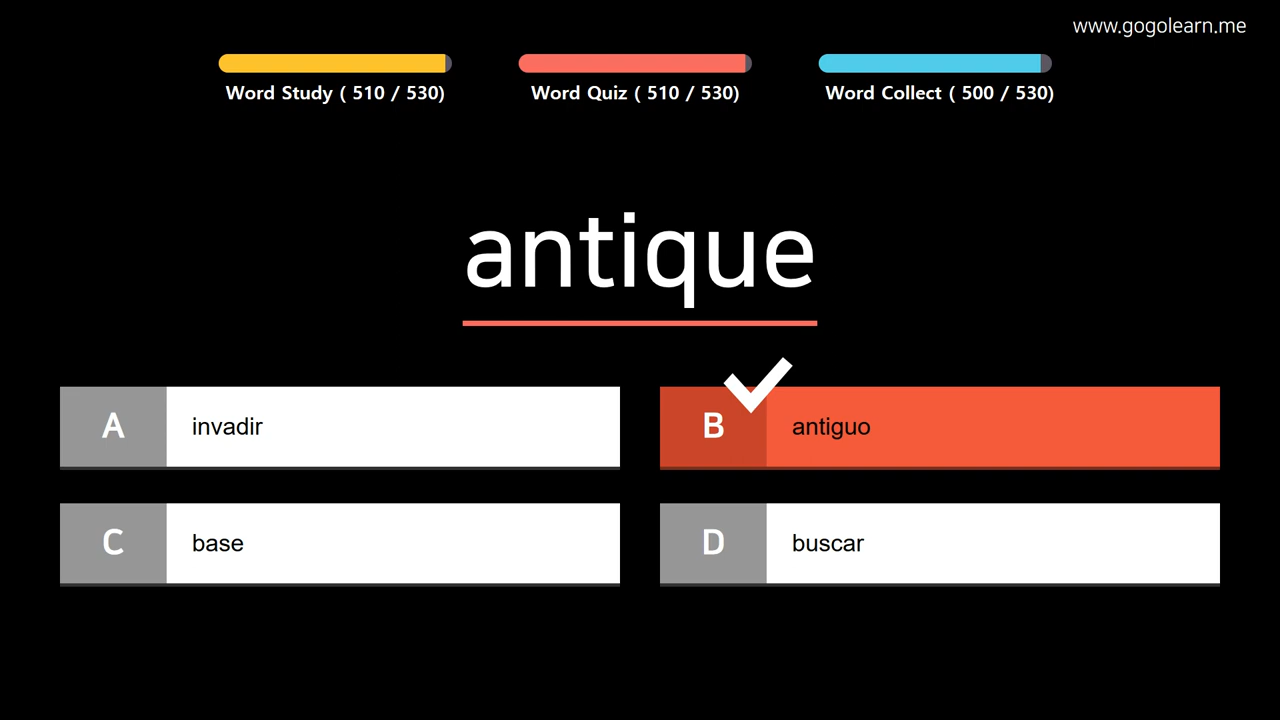 www.gogolearn.me
Word Study ( 510 / 530)
Word Quiz ( 510 / 530)
Word Collect ( 500 / 530)
antique
A invadir
B antiguo
C base
D buscar